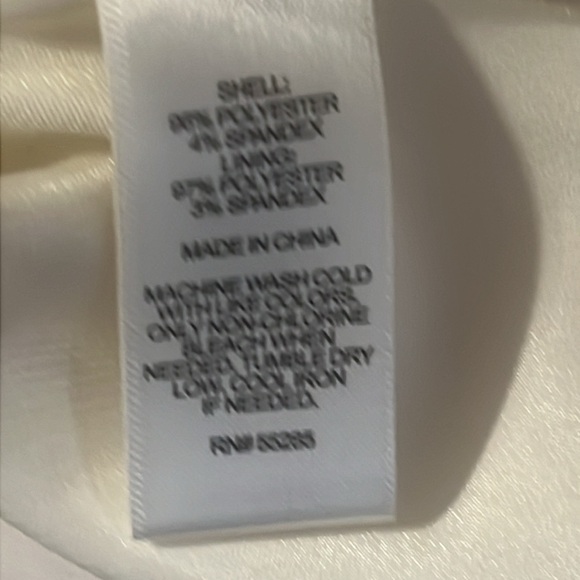 SHELL:
96% POLYESTER
4% SPANDEX
LINING:
97% POLYESTER
3% SPANDEX
MADE IN CHINA
MACHINE WASH COLD
WITH LIKE COLORS.
ONLY NON-CHLORINE
BLEACH WHEN
NEEDED. TUMBLE DRY
LOW. COOL IRON
IF NEEDED.
RN#